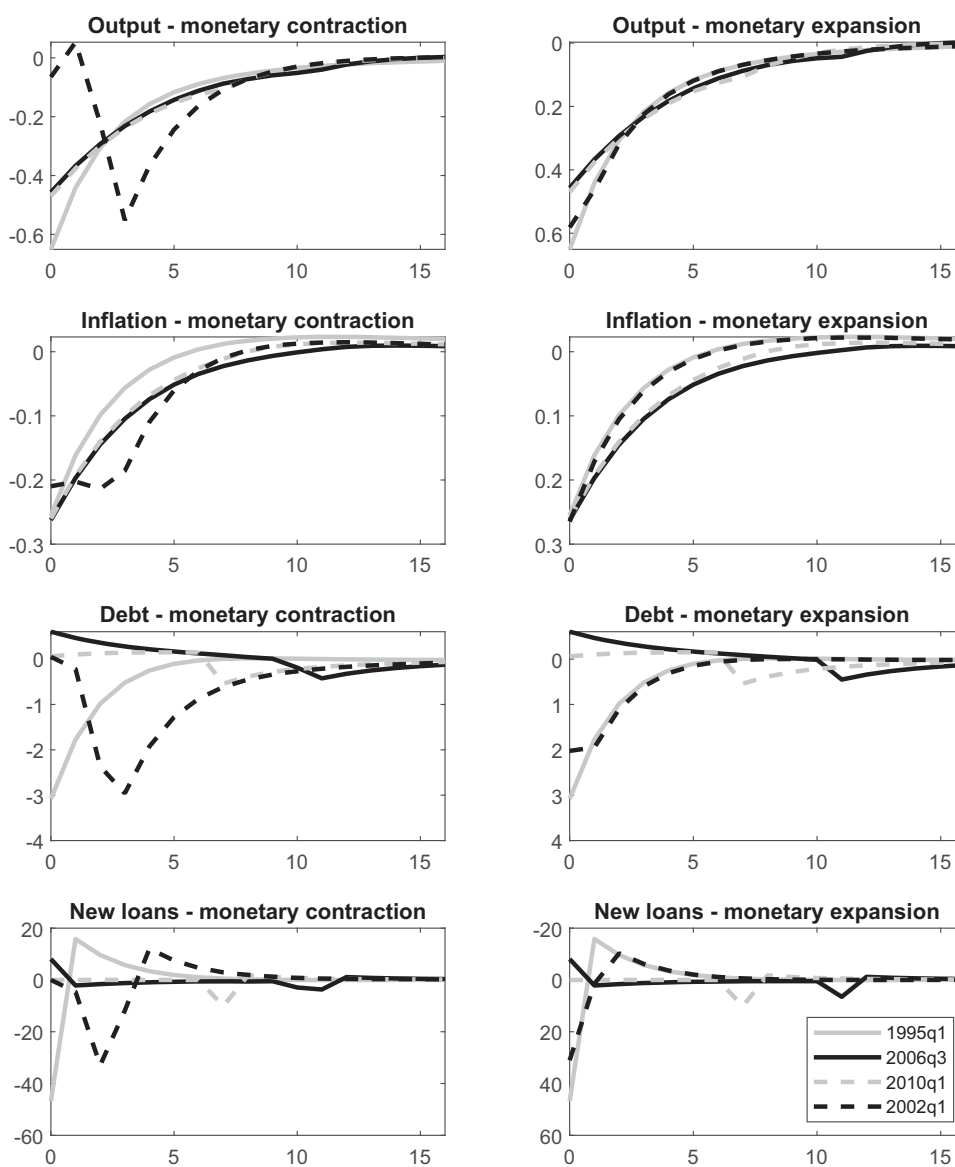 Output - monetary contraction
0
-0.2
-0.4
-0.6
0 5 10 15
Output - monetary expansion
0
0.2
0.4
0.6
0 5 10 15
Inflation - monetary contraction
0
-0.1
-0.2
-0.3
0 5 10 15
Inflation - monetary expansion
0
0.1
0.2
0.3
0 5 10 15
Debt - monetary contraction
0
1
2
-3
-4
0 5 10 15
Debt - monetary expansion
0
1
2
3
4
0 5 10 15
New loans - monetary contraction
20
0
20
-40
-60
0 5 10 15
New loans - monetary expansion
-20
0
20
40
60
0 5 10 15
1995q1
2006q3
2010q1
2002q1